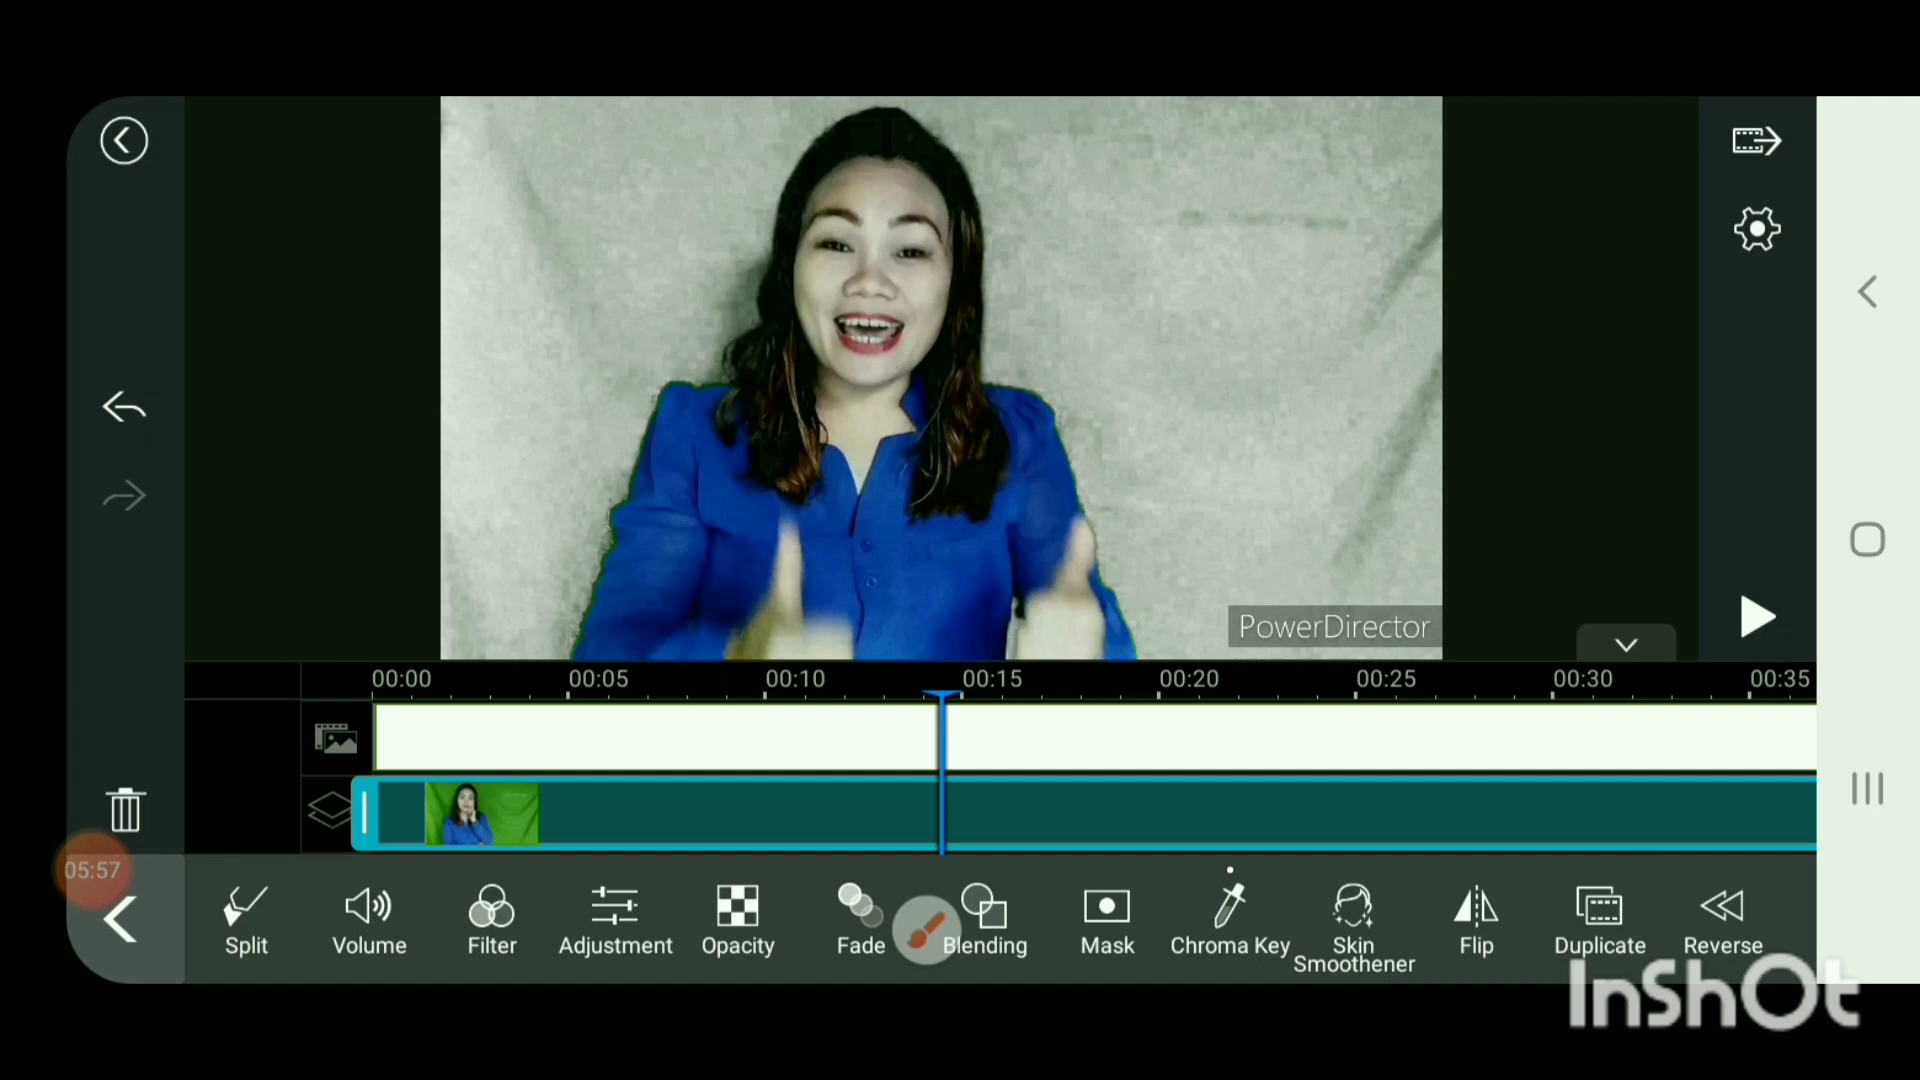 PowerDirector
00:00 00:05 00:10 00:15 00:20 00:25 00:30 00:35
05:57
Split Volume Filter Adjustment Opacity Fade Blending Mask Chroma Key Skin Smoothener Flip Duplicate Reverse
InShOt